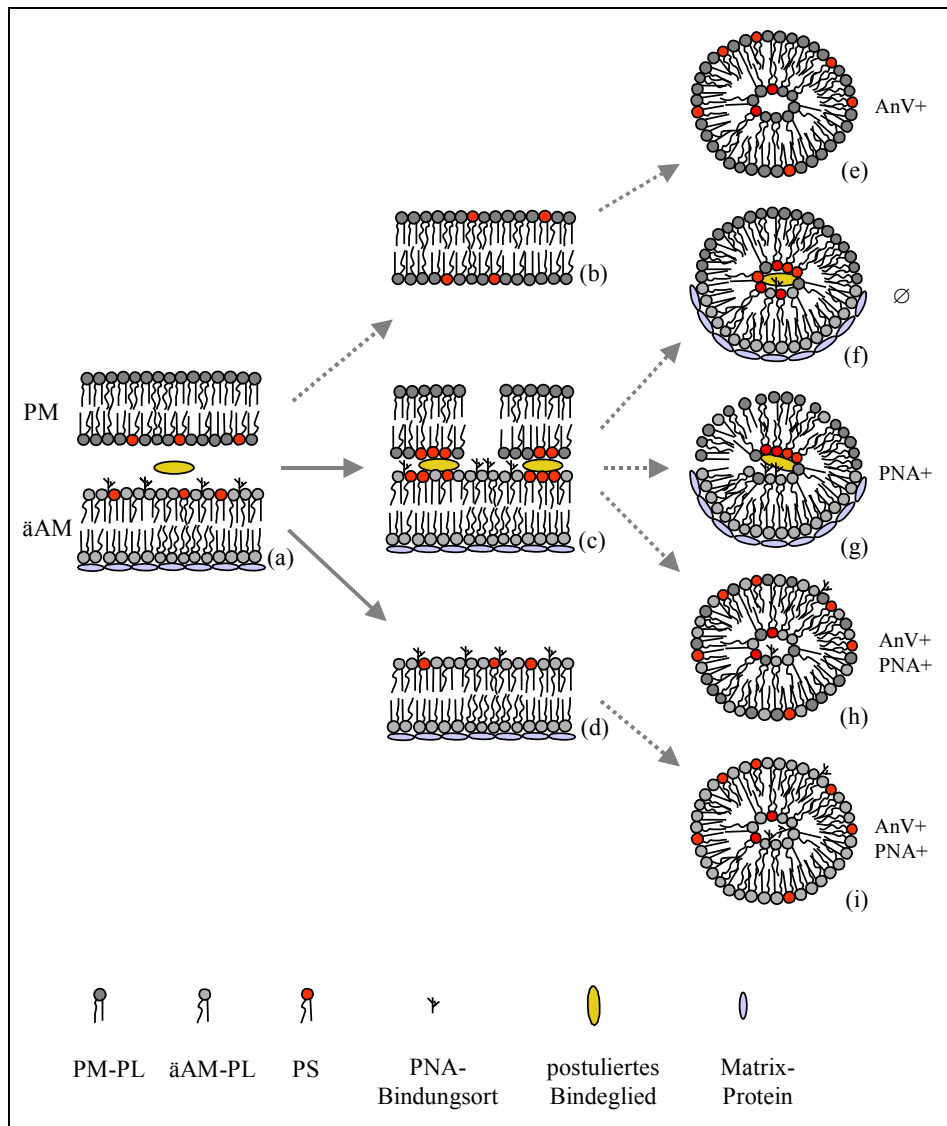 AnV+
(e)
(b)
∅
(f)
PM
PNA+
äAM
(a)
(c)
(g)
AnV+
PNA+
(h)
(d)
AnV+
PNA+
(i)
PM-PL
äAM-PL
PS
PNA-
Bindungsort
postuliertes
Bindeglied
Matrix-
Protein